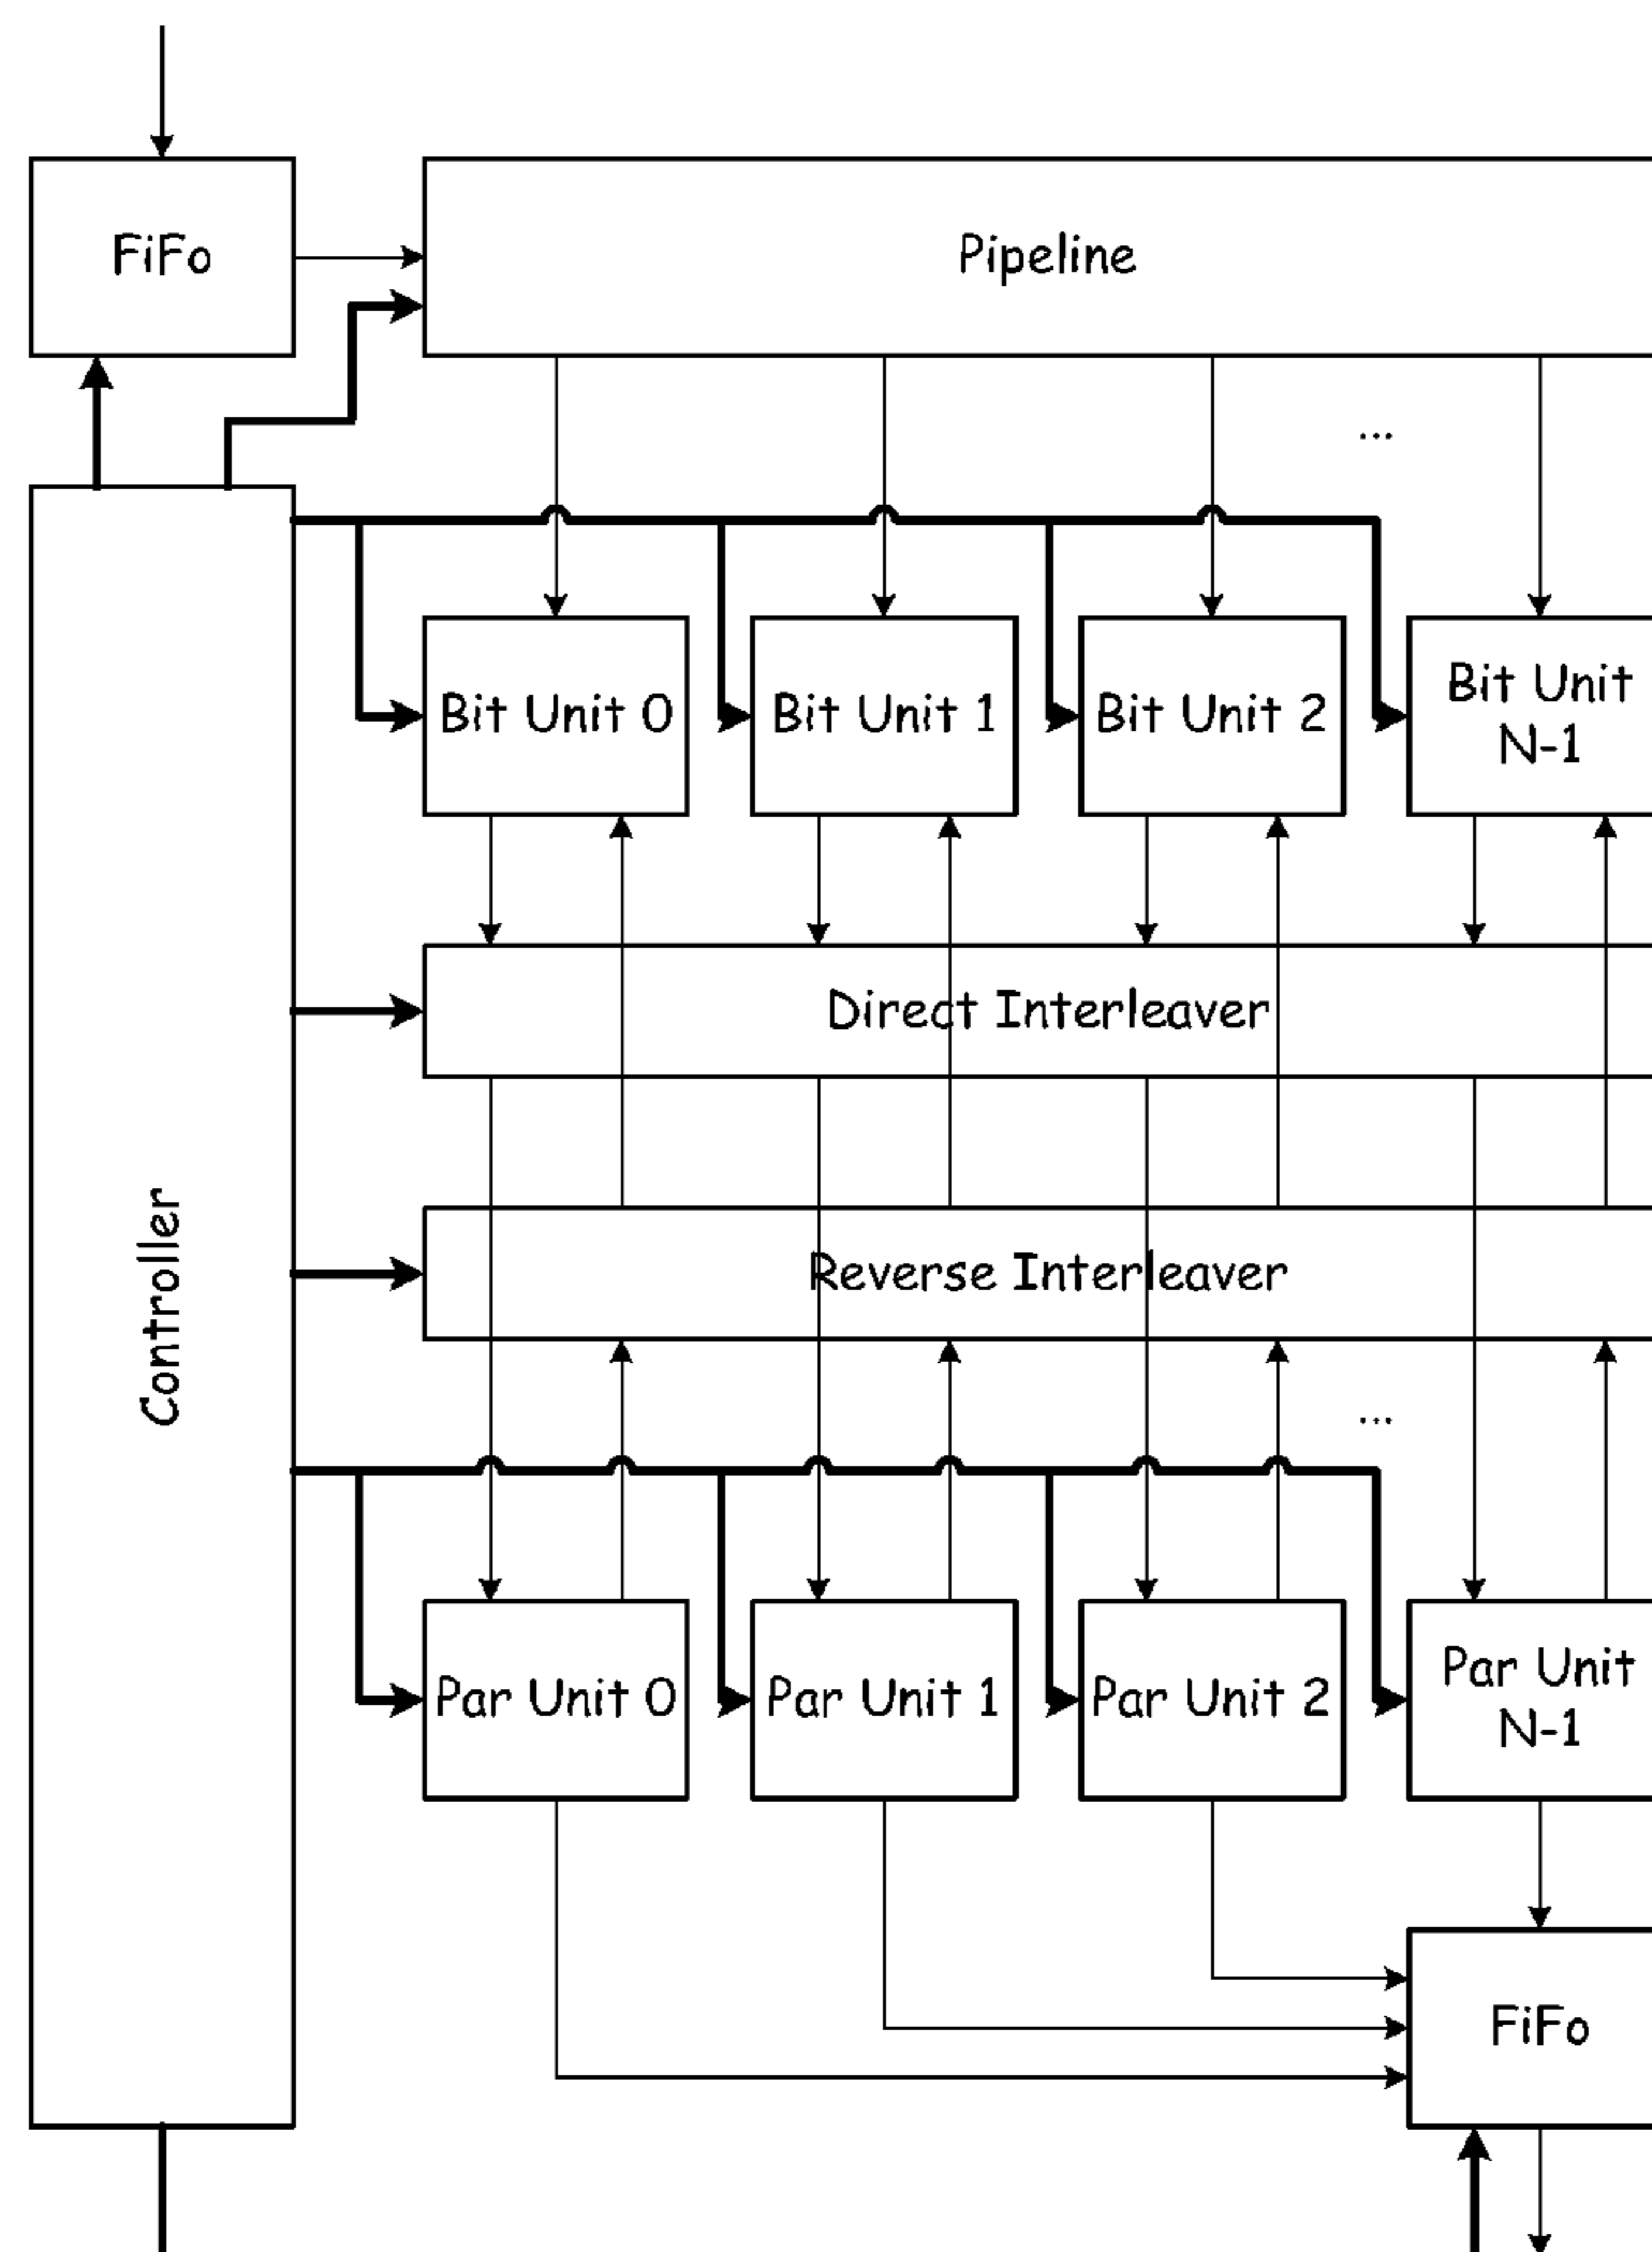 FiFo
Pipeline
...
Bit Unit 0
Bit Unit 1
Bit Unit 2
Bit Unit
N-1
Direct Interleaver
Controller
Reverse Interleaver
...
Par Unit 0
Par Unit 1
Par Unit 2
Par Unit
N-1
FiFo